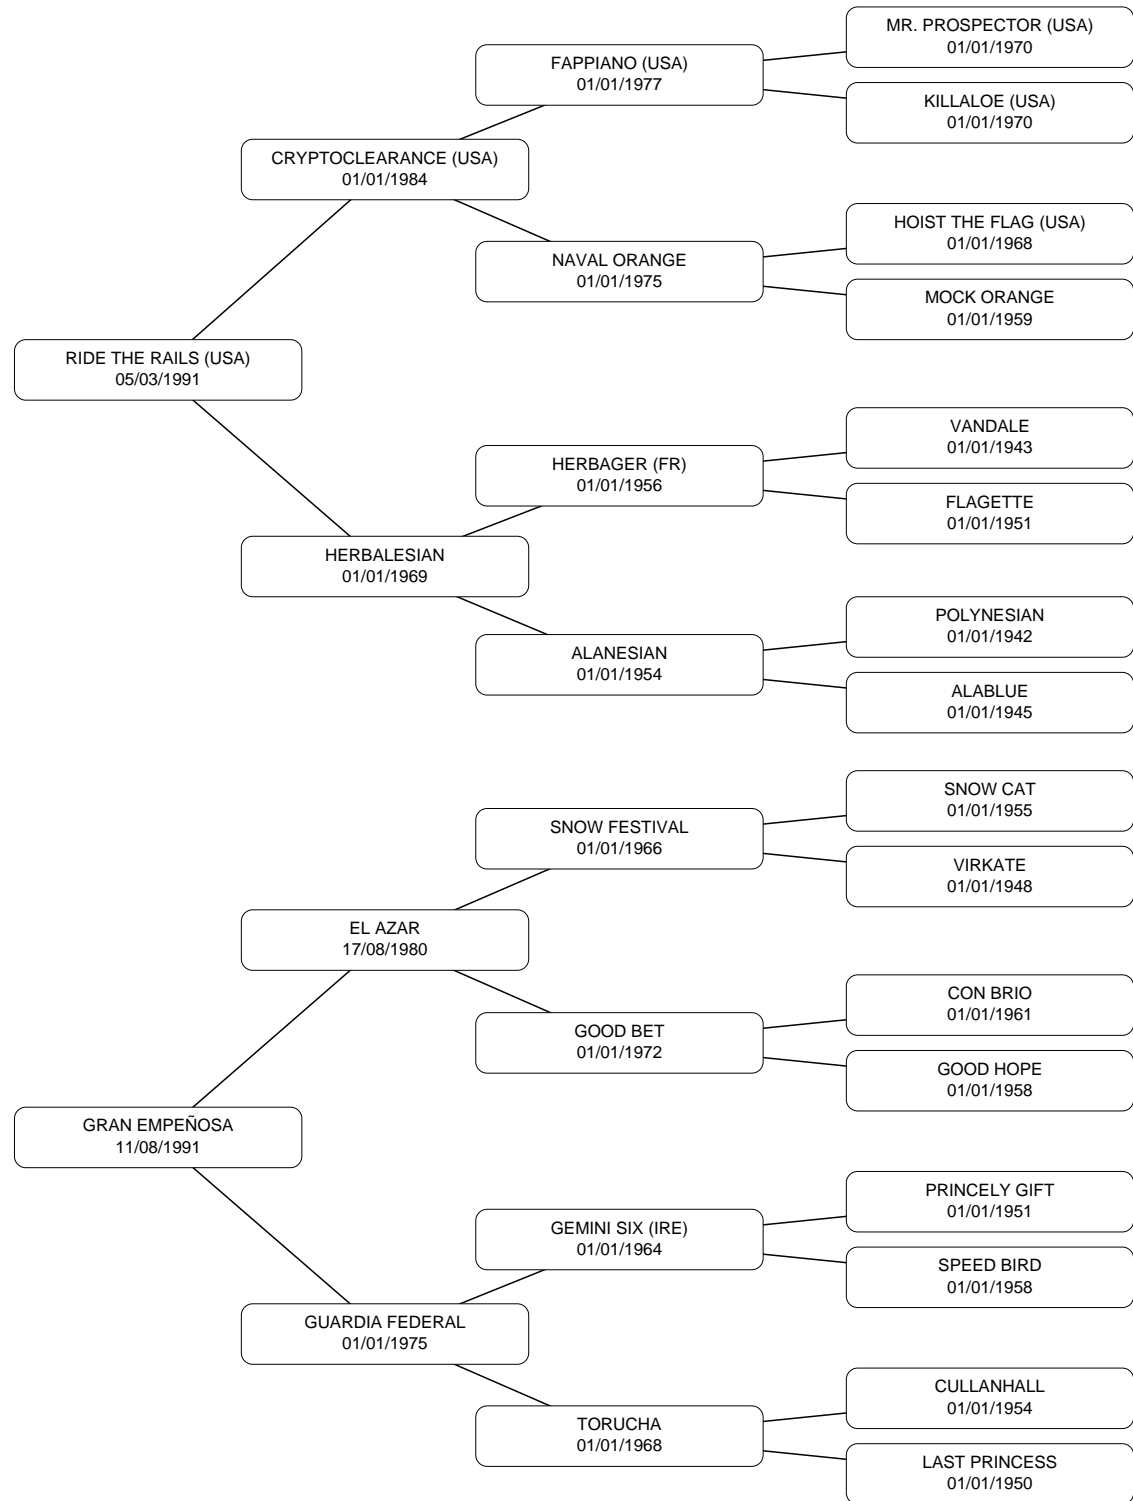 MR. PROSPECTOR (USA)
01/01/1970
FAPPIANO (USA)
01/01/1977
KILLALOE (USA)
01/01/1970
CRYPTOCLEARANCE (USA)
01/01/1984
HOIST THE FLAG (USA)
01/01/1968
NAVAL ORANGE
01/01/1975
MOCK ORANGE
01/01/1959
RIDE THE RAILS (USA)
05/03/1991
VANDALE
01/01/1943
HERBAGER (FR)
01/01/1956
FLAGETTE
01/01/1951
HERBALESIAN
01/01/1969
POLYNESIAN
01/01/1942
ALANESIAN
01/01/1954
ALABLUE
01/01/1945
SNOW CAT
01/01/1955
SNOW FESTIVAL
01/01/1966
VIRKATE
01/01/1948
EL AZAR
17/08/1980
CON BRIO
01/01/1961
GOOD BET
01/01/1972
GOOD HOPE
01/01/1958
GRAN EMPEÑOSA
11/08/1991
PRINCELY GIFT
01/01/1951
GEMINI SIX (IRE)
01/01/1964
SPEED BIRD
01/01/1958
GUARDIA FEDERAL
01/01/1975
CULLANHALL
01/01/1954
TORUCHA
01/01/1968
LAST PRINCESS
01/01/1950